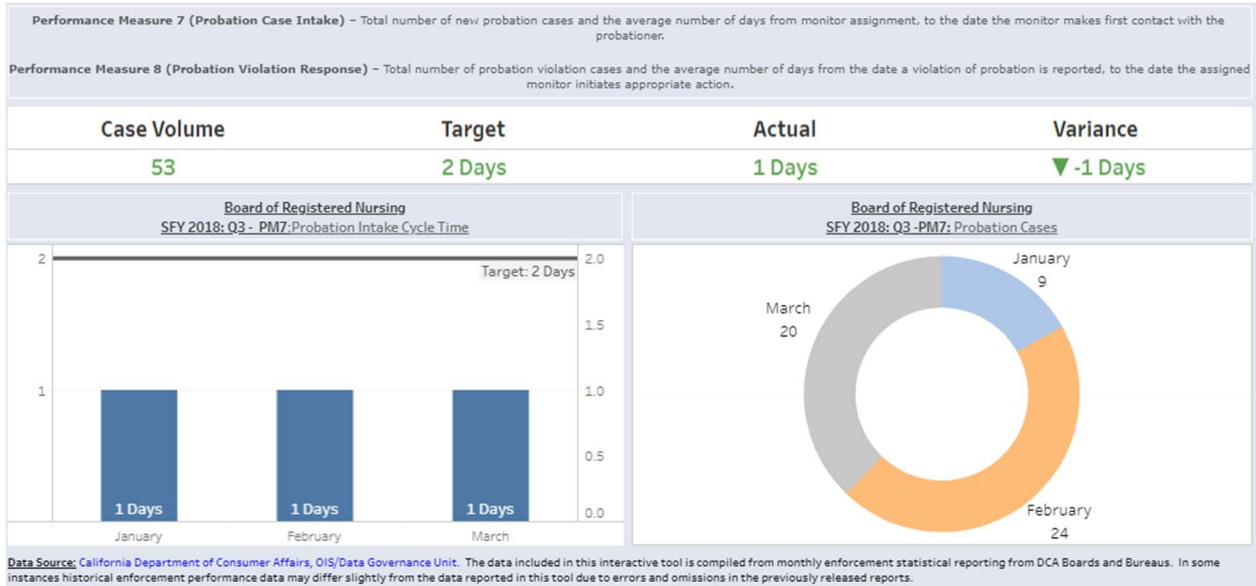 Performance Measure 7 (Probation Case Intake) – Total number of new probation cases and the average number of days from monitor assignment, to the date the monitor makes first contact with the
probationer.
Performance Measure 8 (Probation Violation Response) – Total number of probation violation cases and the average number of days from the date a violation of probation is reported, to the date the assigned
monitor initiates appropriate action.
Case Volume Target Actual Variance
53 2 Days 1 Days ▼ -1 Days
Board of Registered Nursing
SFY 2018: Q3 - PM7:Probation Intake Cycle Time
2 2.0
Target: 2 Days
1.5
1 1.0
0.5
1 Days 1 Days 1 Days
0.0
January February March
Board of Registered Nursing
SFY 2018: Q3 -PM7: Probation Cases
January
9
March
20
February
24
Data Source: California Department of Consumer Affairs, OIS/Data Governance Unit. The data included in this interactive tool is compiled from monthly enforcement statistical reporting from DCA Boards and Bureaus. In some
instances historical enforcement performance data may differ slightly from the data reported in this tool due to errors and omissions in the previously released reports.